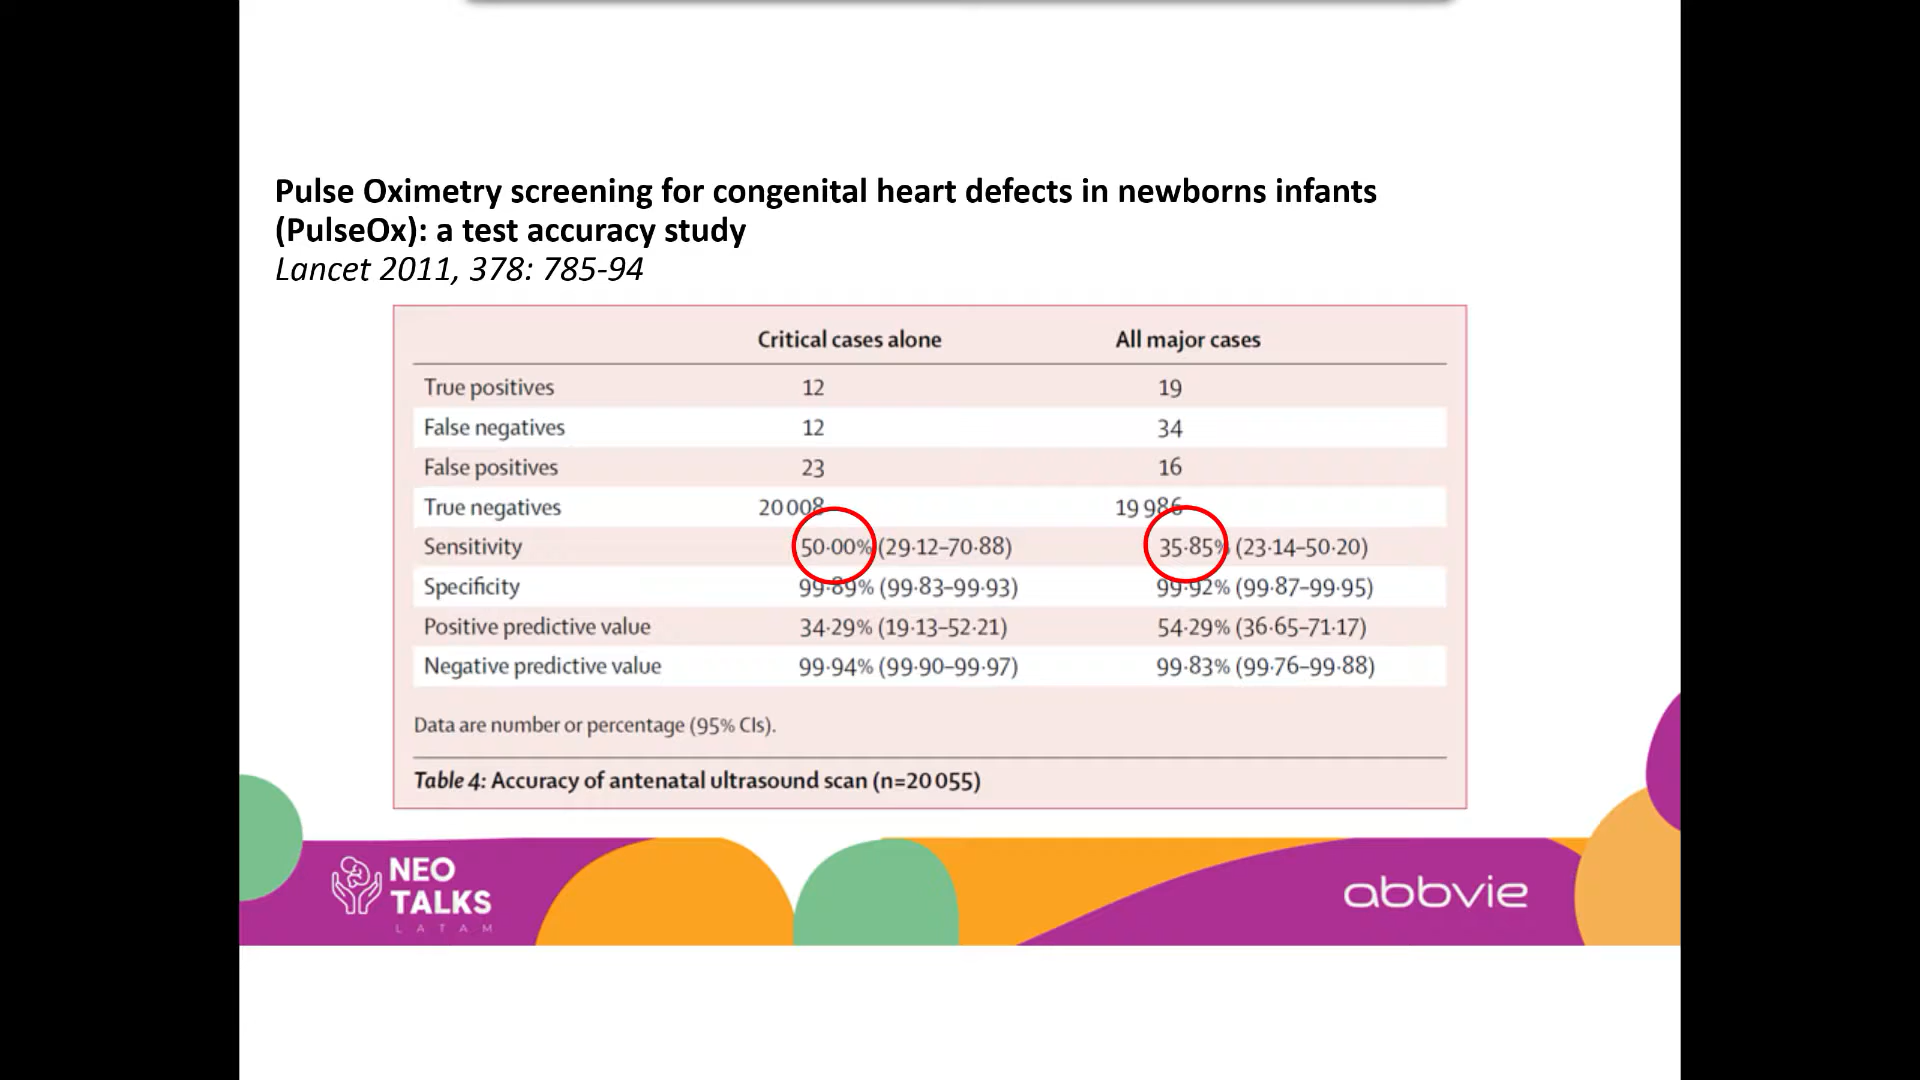 Pulse Oximetry screening for congenital heart defects in newborns infants
(PulseOx): a test accuracy study
Lancet 2011, 378: 785-94
Critical cases alone All major cases
True positives 12 19
False negatives 12 34
False positives 23 16
True negatives 20 008 19 986
Sensitivity 50·00% (29·12–70·88) 35·85% (23·14–50·20)
Specificity 99·89% (99·83–99·93) 99·92% (99·87–99·95)
Positive predictive value 34·29% (19·13–52·21) 54·29% (36·65–71·17)
Negative predictive value 99·94% (99·90–99·97) 99·83% (99·76–99·88)
Data are number or percentage (95% CIs).
Table 4: Accuracy of antenatal ultrasound scan (n=20 055)
NEO
TALKS
LATAM
abbvie